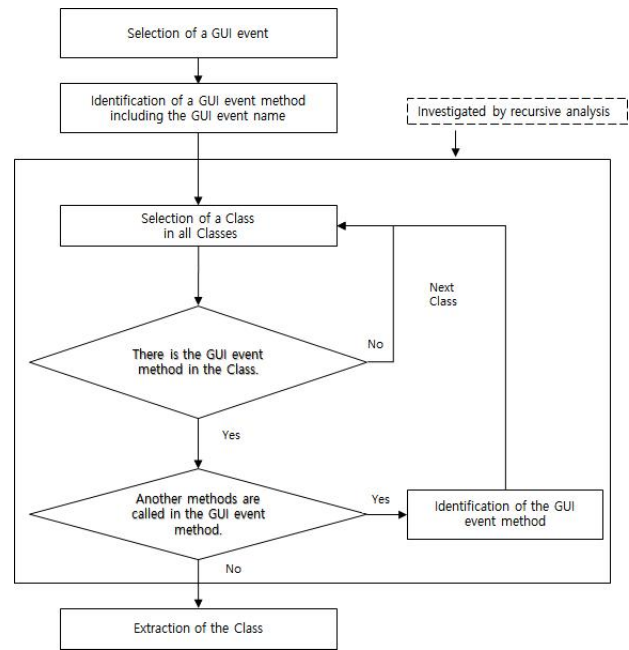 Selection of a GUI event
Identification of a GUI event method
including the GUI event name
Investigated by recursive analysis
Selection of a Class
in all Classes
Next
Class
No
There is the GUI event
method in the Class.
Yes
Another methods are
called in the GUI event
method.
Yes
Identification of the GUI
event method
No
Extraction of the Class